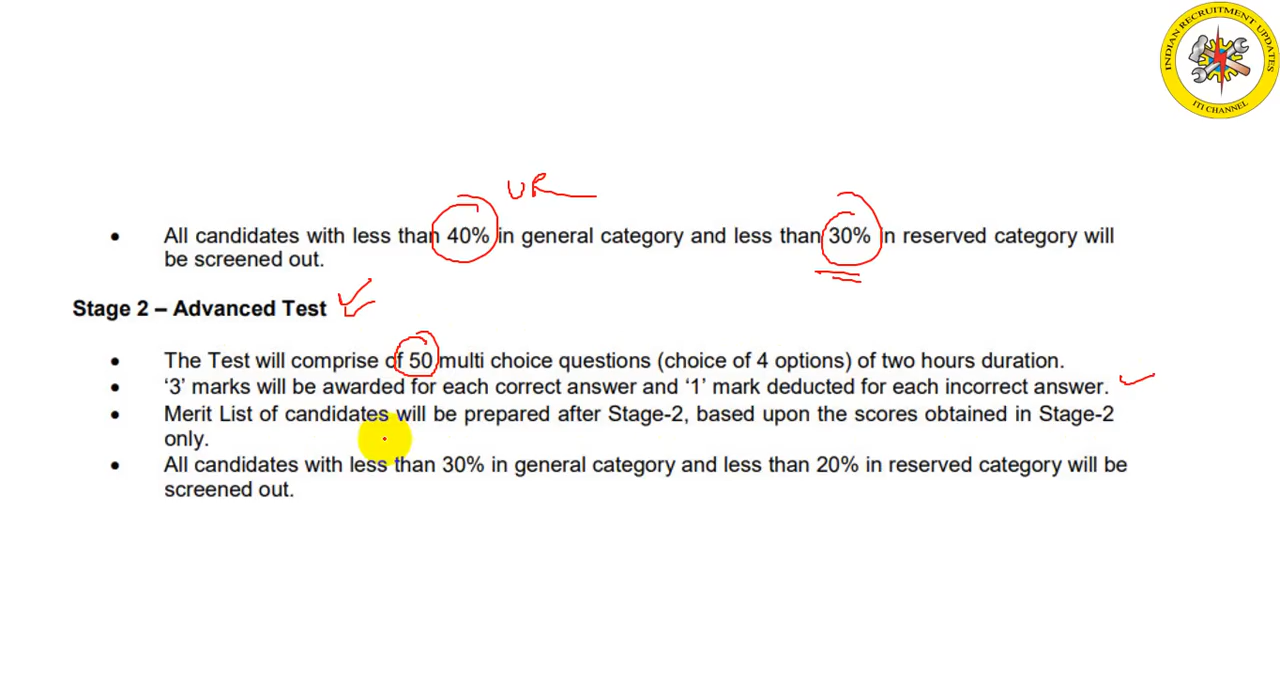 INDIAN RECRUITMENT UPDATES
ITI CHANNEL
UR
• All candidates with less than 40% in general category and less than 30% in reserved category will
be screened out.
Stage 2 – Advanced Test
• The Test will comprise of 50 multi choice questions (choice of 4 options) of two hours duration.
• ‘3’ marks will be awarded for each correct answer and ‘1’ mark deducted for each incorrect answer.
• Merit List of candidates will be prepared after Stage-2, based upon the scores obtained in Stage-2
only.
• All candidates with less than 30% in general category and less than 20% in reserved category will be
screened out.